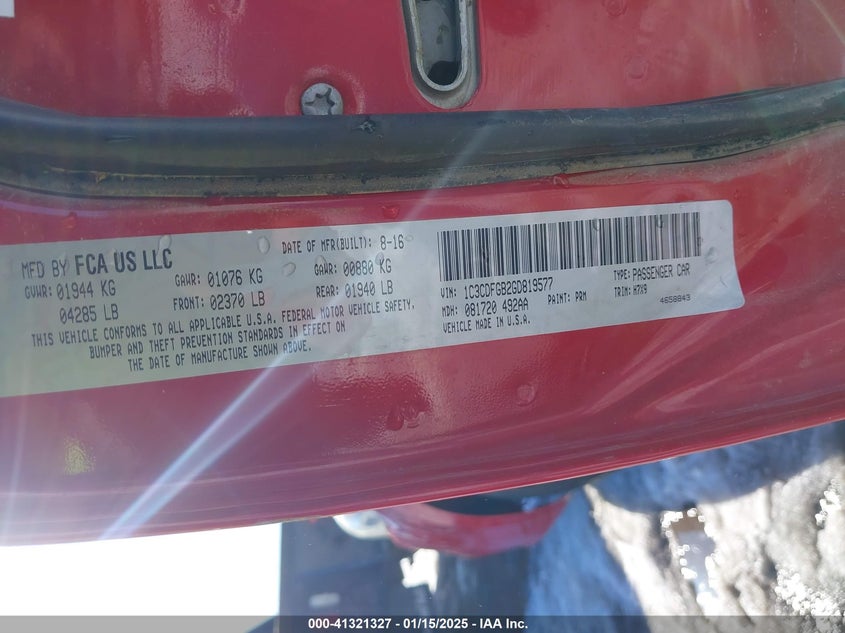 MFD BY FCA US LLC
DATE OF MFR(BUILT): 8-16
GVWR: 01944 KG
04285 LB
GAWR: 01076 KG
FRONT: 02370 LB
GAWR: 00880 KG
REAR: 01940 LB
THIS VEHICLE CONFORMS TO ALL APPLICABLE U.S.A. FEDERAL MOTOR VEHICLE SAFETY,
BUMPER AND THEFT PREVENTION STANDARDS IN EFFECT ON
THE DATE OF MANUFACTURE SHOWN ABOVE.
VIN: 1C3CDFGB2GD819577
TYPE: PASSENGER CAR
MDH: 081720 492AA
PAINT: PRM
TRIM: H7X9
VEHICLE MADE IN U.S.A.
4658843
000-41321327 - 01/15/2025 - IAAI.COM